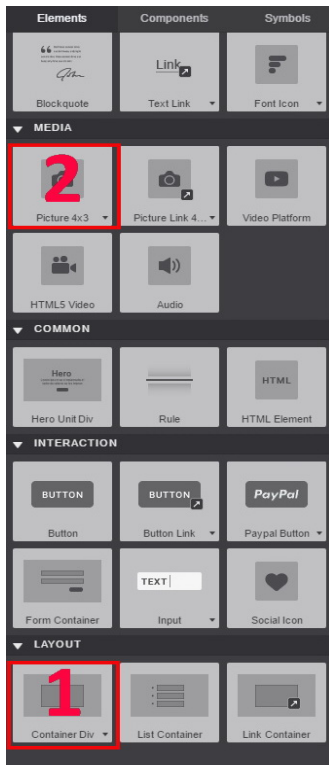 Elements Components Symbols
Link
Blockquote Text Link Font Icon
MEDIA
2
Picture 4x3 Picture Link 4... Video Platform
HTML5 Video Audio
COMMON
Hero HTML
Hero Unit Div Rule HTML Element
INTERACTION
BUTTON BUTTON PayPal
Button Button Link Paypal Button
TEXT
Form Container Input Social Icon
LAYOUT
1
Container Div List Container Link Container